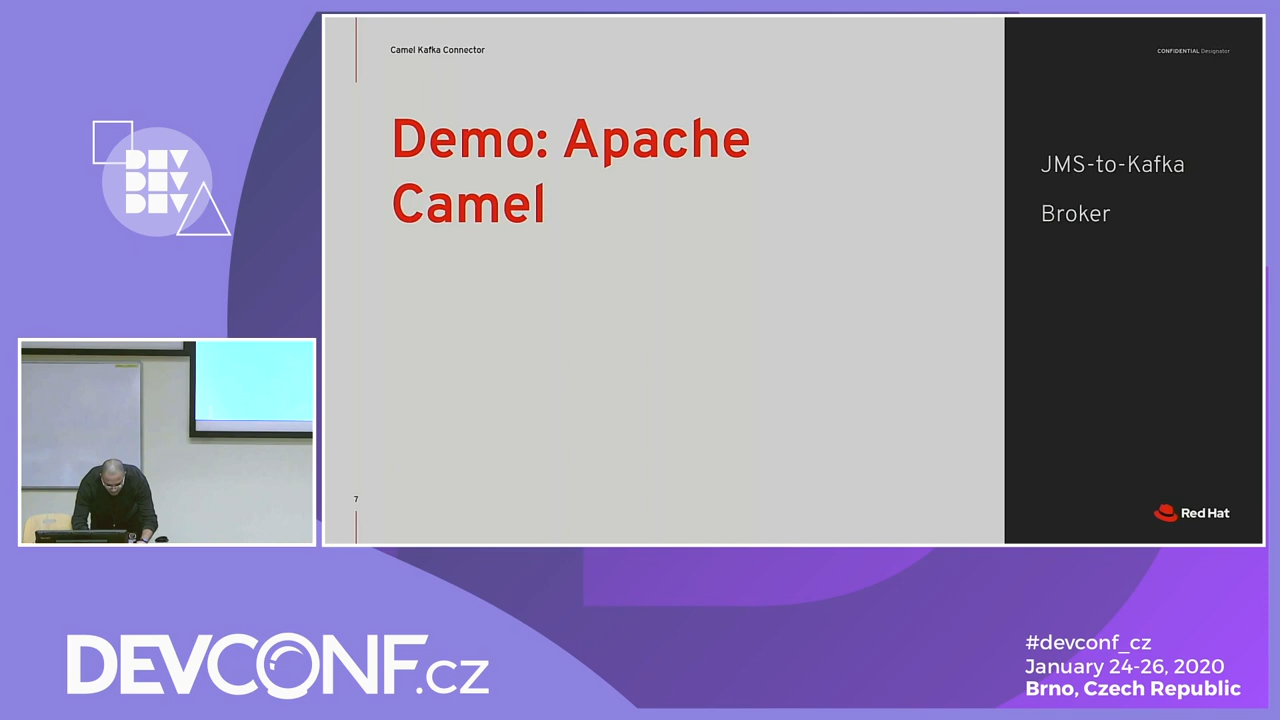 Camel Kafka Connector
CONFIDENTIAL Designator
Demo: Apache
Camel
JMS-to-Kafka
Broker
7
Red Hat
DEV
DEV
DEV
DEVCONF.cz
#devconf_cz
January 24-26, 2020
Brno, Czech Republic